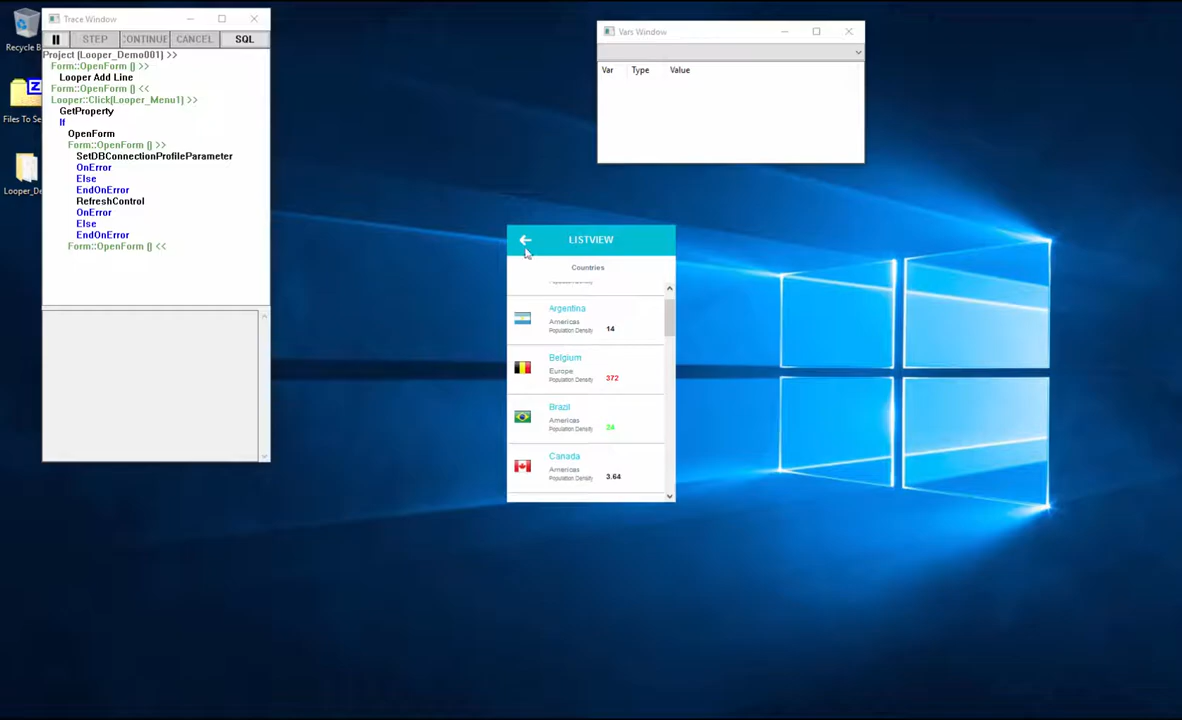 Recycle B
Files To Se
Looper_De
Trace Window
STEP
CONTINUE
CANCEL
SQL
Project [Looper_Demo001] >>
Form::OpenForm [] >>
Looper Add Line
Form::OpenForm [] <<
Looper::Click(Looper_Menu1] >>
GetProperty
If
OpenForm
Form::OpenForm [] >>
SetDBConnectionProfileParameter
OnError
Else
EndOnError
RefreshControl
OnError
Else
EndOnError
Form::OpenForm [] <<
Vars Window
Var Type Value
LISTVIEW
Countries
Argentina
Americas
Population Density 14
Belgium
Europe
Population Density 372
Brazil
Americas
Population Density 24
Canada
Americas
Population Density 3.64